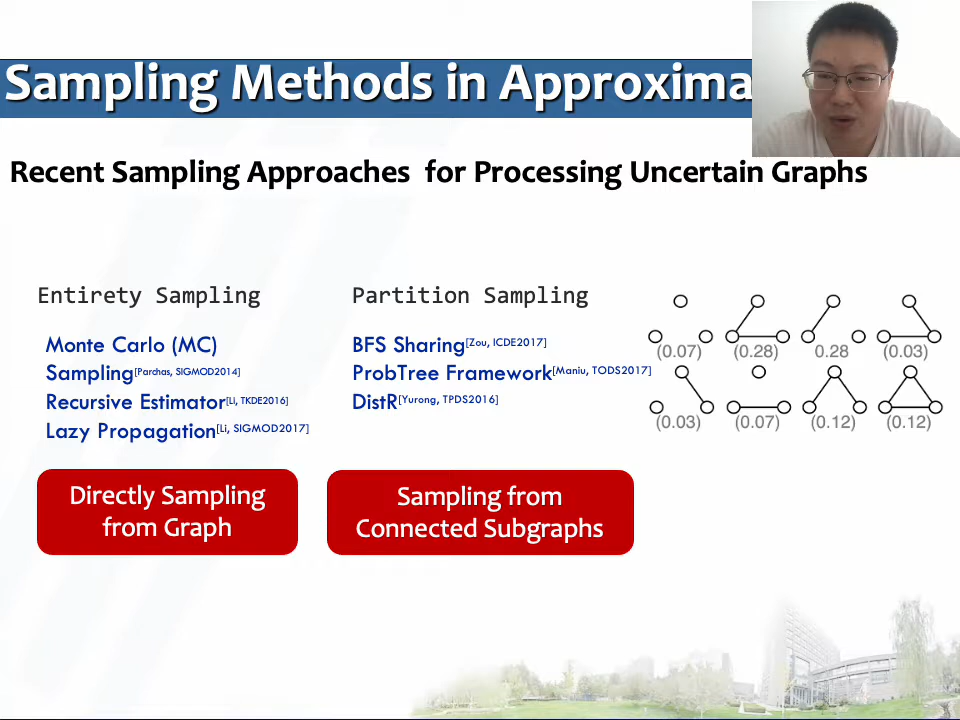 Sampling Methods in Approxima
Recent Sampling Approaches for Processing Uncertain Graphs
Entirety Sampling
Monte Carlo (MC)
Sampling[Parchas, SIGMOD2014]
Recursive Estimator[Li, TKDE2016]
Lazy Propagation[Li, SIGMOD2017]
Directly Sampling
from Graph
Partition Sampling
BFS Sharing[Zou, ICDE2017]
ProbTree Framework[Maniu, TODS2017]
DistR[Yurong, TPDS2016]
Sampling from
Connected Subgraphs
(0.07) (0.28) 0.28 (0.03)
(0.03) (0.07) (0.12) (0.12)